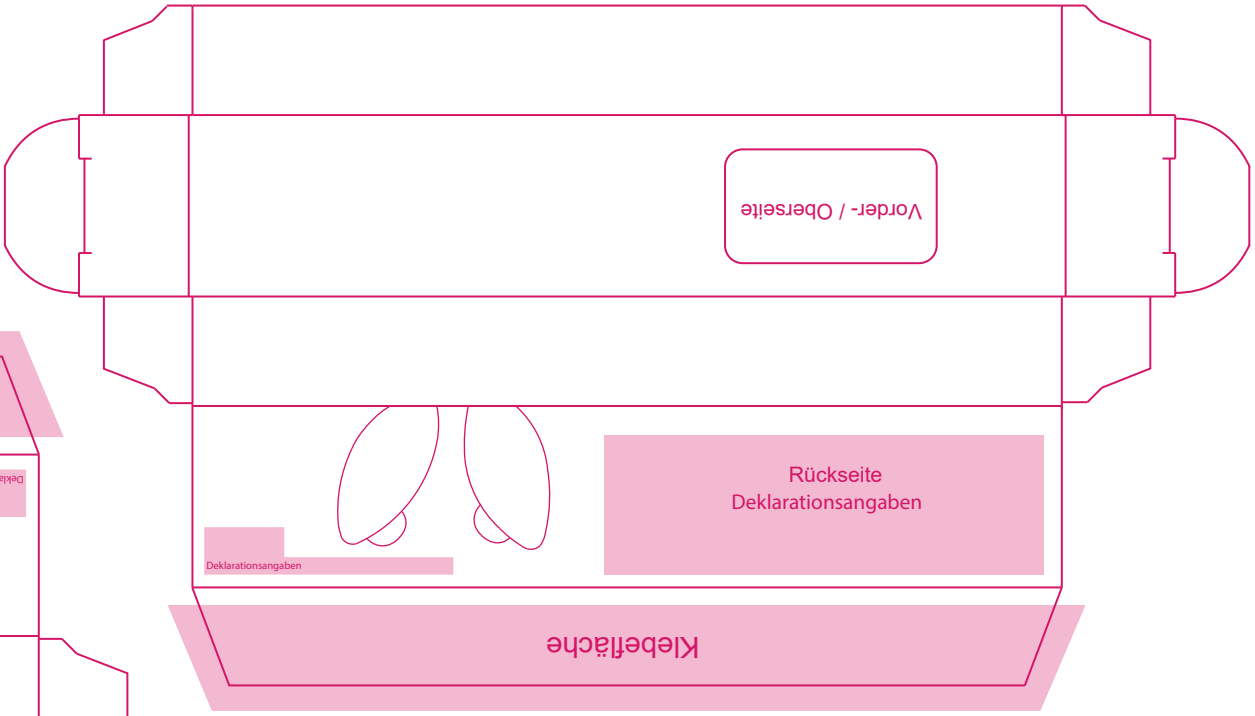 Vorder- / Oberseite
Rückseite
Deklarationsangaben
Deklarationsangaben
Klebefläche